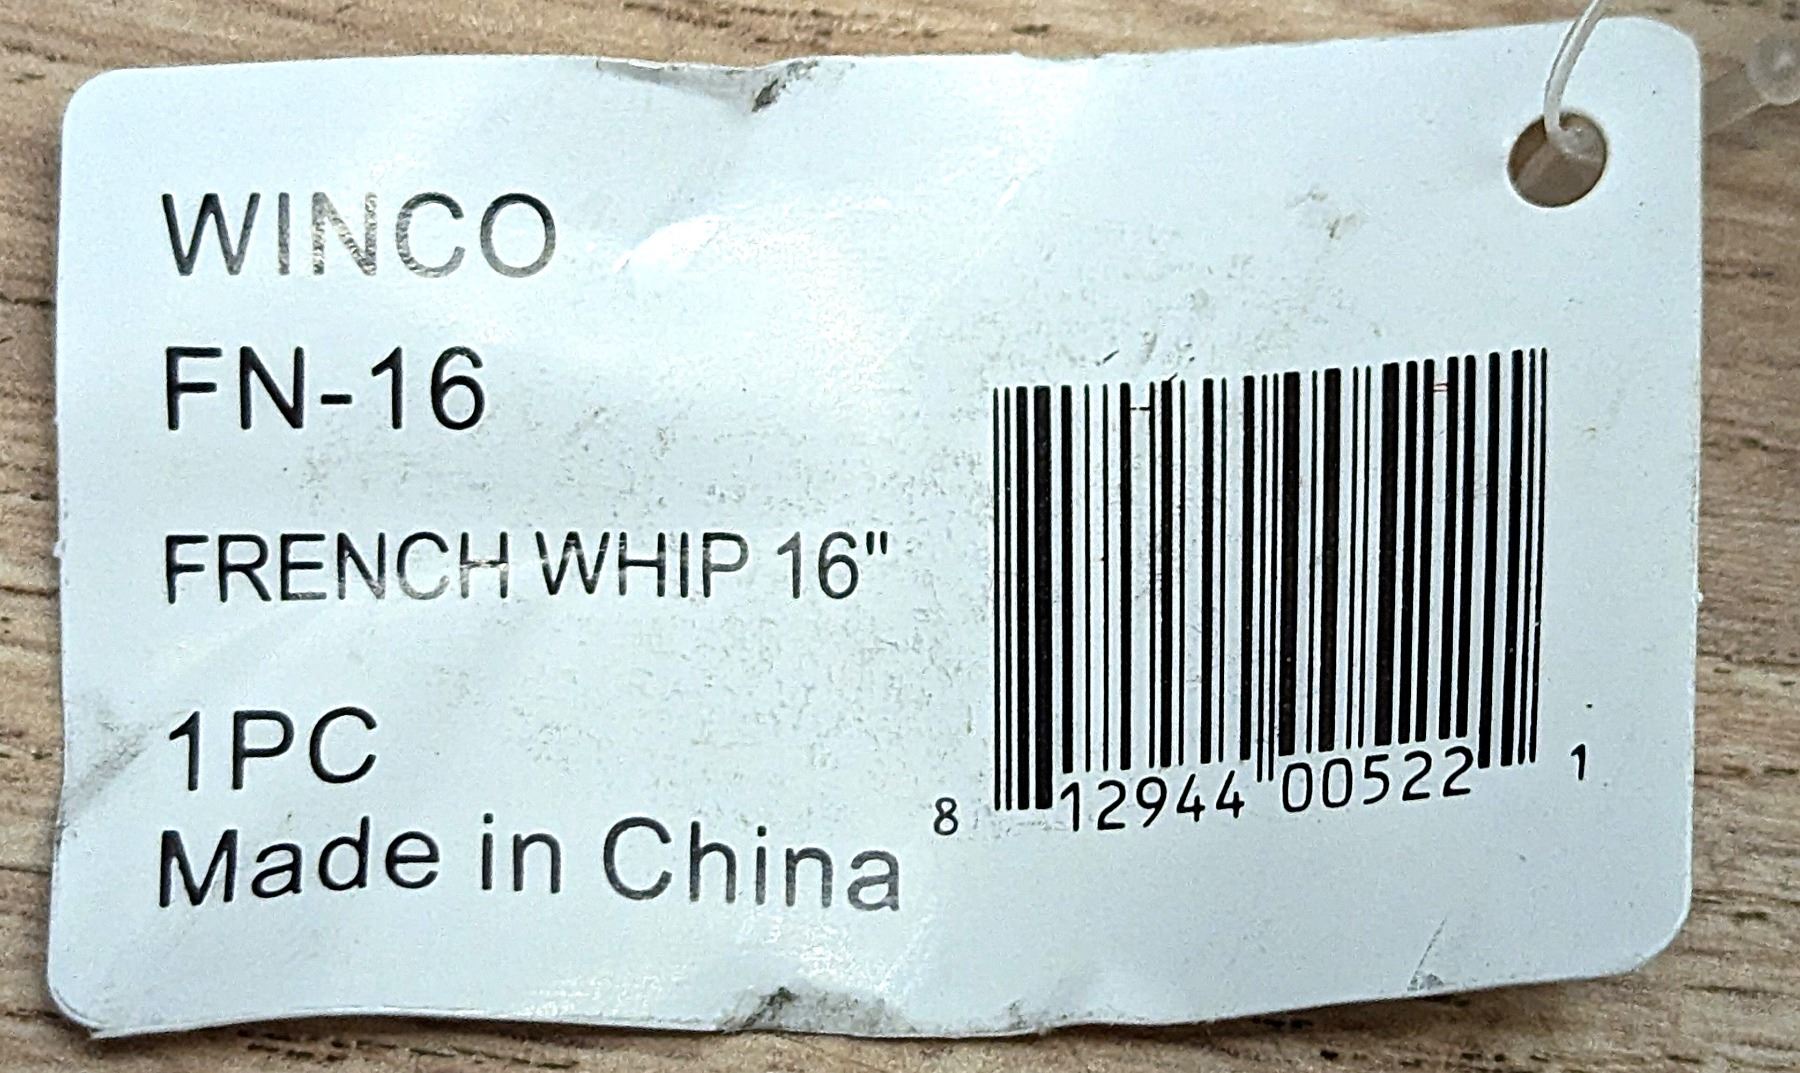 WINCO
FN-16
FRENCH WHIP 16"
1PC
Made in China
8 12944 00522 1